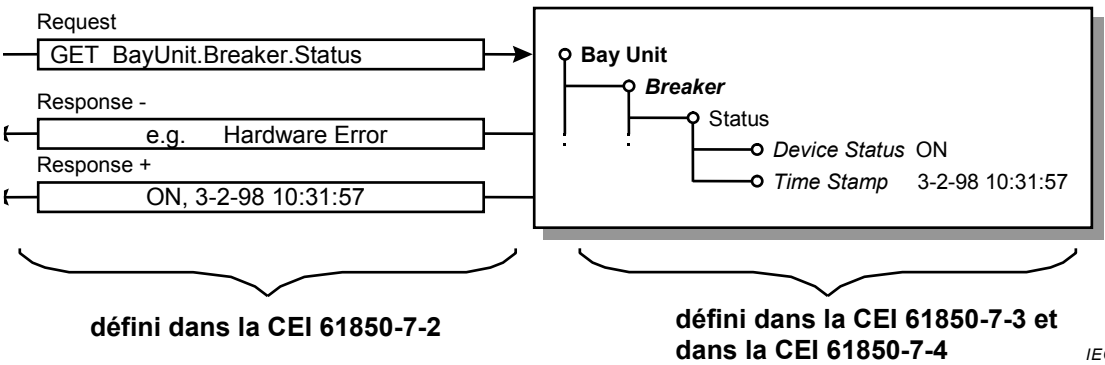 Request
GET BayUnit.Breaker.Status
Response -
e.g. Hardware Error
Response +
ON, 3-2-98 10:31:57
Bay Unit
Breaker
Status
Device Status ON
Time Stamp 3-2-98 10:31:57
défini dans la CEI 61850-7-2
défini dans la CEI 61850-7-3 et
dans la CEI 61850-7-4